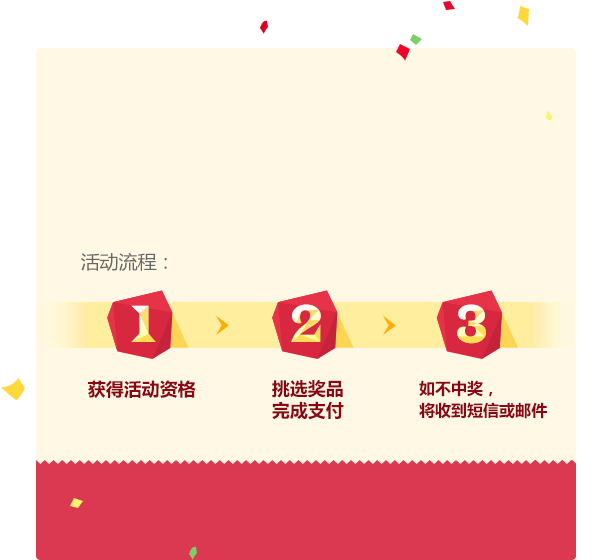 活动流程：
1
2
3
获得活动资格
挑选奖品
完成支付
如不中奖，
将收到短信或邮件